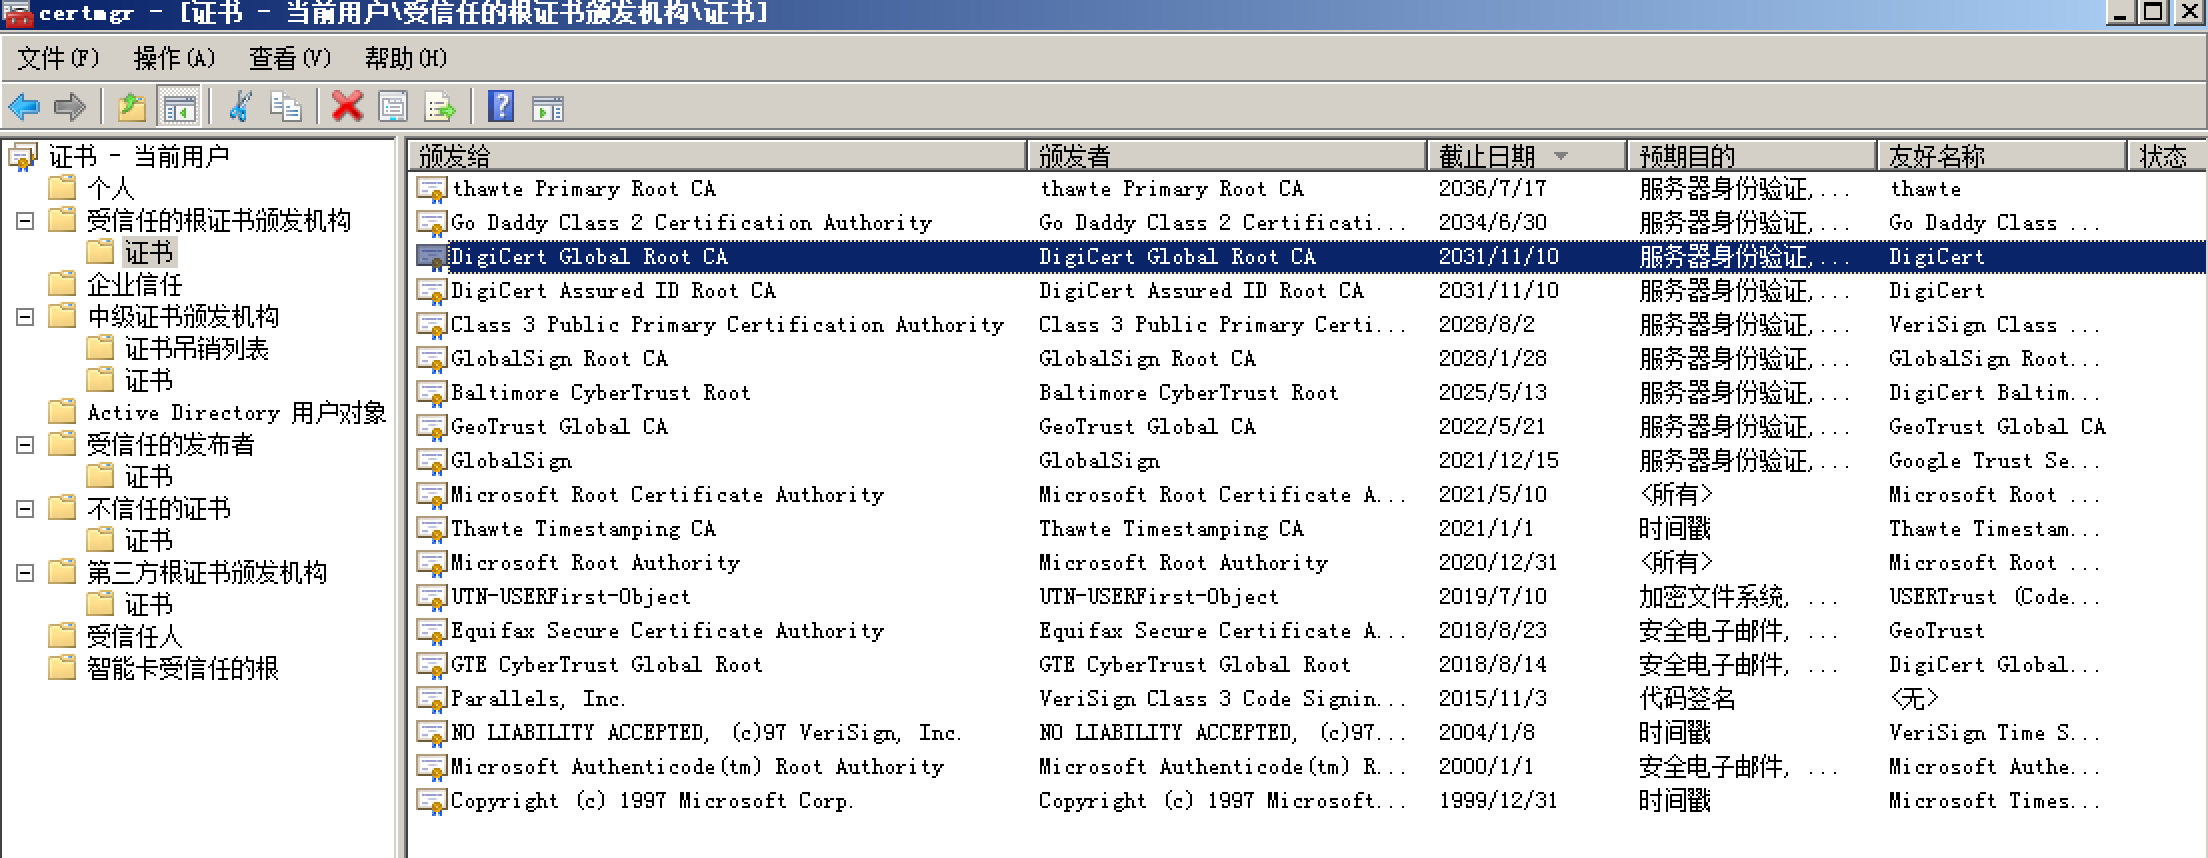 certmgr - [证书 - 当前用户\受信任的根证书颁发机构\证书]
文件(F) 操作(A) 查看(V) 帮助(H)
证书 - 当前用户
个人
受信任的根证书颁发机构
证书
企业信任
中级证书颁发机构
证书吊销列表
证书
Active Directory 用户对象
受信任的发布者
证书
不信任的证书
证书
第三方根证书颁发机构
证书
受信任人
智能卡受信任的根
颁发给 颁发者 截止日期 预期目的 友好名称 状态
thawte Primary Root CA thawte Primary Root CA 2036/7/17 服务器身份验证,... thawte
Go Daddy Class 2 Certification Authority Go Daddy Class 2 Certificati... 2034/6/30 服务器身份验证,... Go Daddy Class ...
DigiCert Global Root CA DigiCert Global Root CA 2031/11/10 服务器身份验证,... DigiCert
DigiCert Assured ID Root CA DigiCert Assured ID Root CA 2031/11/10 服务器身份验证,... DigiCert
Class 3 Public Primary Certification Authority Class 3 Public Primary Certi... 2028/8/2 服务器身份验证,... VeriSign Class ...
GlobalSign Root CA GlobalSign Root CA 2028/1/28 服务器身份验证,... GlobalSign Root...
Baltimore CyberTrust Root Baltimore CyberTrust Root 2025/5/13 服务器身份验证,... DigiCert Baltim...
GeoTrust Global CA GeoTrust Global CA 2022/5/21 服务器身份验证,... GeoTrust Global CA
GlobalSign GlobalSign 2021/12/15 服务器身份验证,... Google Trust Se...
Microsoft Root Certificate Authority Microsoft Root Certificate A... 2021/5/10 <所有> Microsoft Root ...
Thawte Timestamping CA Thawte Timestamping CA 2021/1/1 时间戳 Thawte Timestam...
Microsoft Root Authority Microsoft Root Authority 2020/12/31 <所有> Microsoft Root ...
UTN-USERFirst-Object UTN-USERFirst-Object 2019/7/10 加密文件系统, ... USERTrust (Code...
Equifax Secure Certificate Authority Equifax Secure Certificate A... 2018/8/23 安全电子邮件, ... GeoTrust
GTE CyberTrust Global Root GTE CyberTrust Global Root 2018/8/14 安全电子邮件, ... DigiCert Global...
Parallels, Inc. VeriSign Class 3 Code Signin... 2015/11/3 代码签名 <无>
NO LIABILITY ACCEPTED, (c)97 VeriSign, Inc. NO LIABILITY ACCEPTED, (c)97... 2004/1/8 时间戳 VeriSign Time S...
Microsoft Authenticode(tm) Root Authority Microsoft Authenticode(tm) R... 2000/1/1 安全电子邮件, ... Microsoft Authe...
Copyright (c) 1997 Microsoft Corp. Copyright (c) 1997 Microsoft... 1999/12/31 时间戳 Microsoft Times...